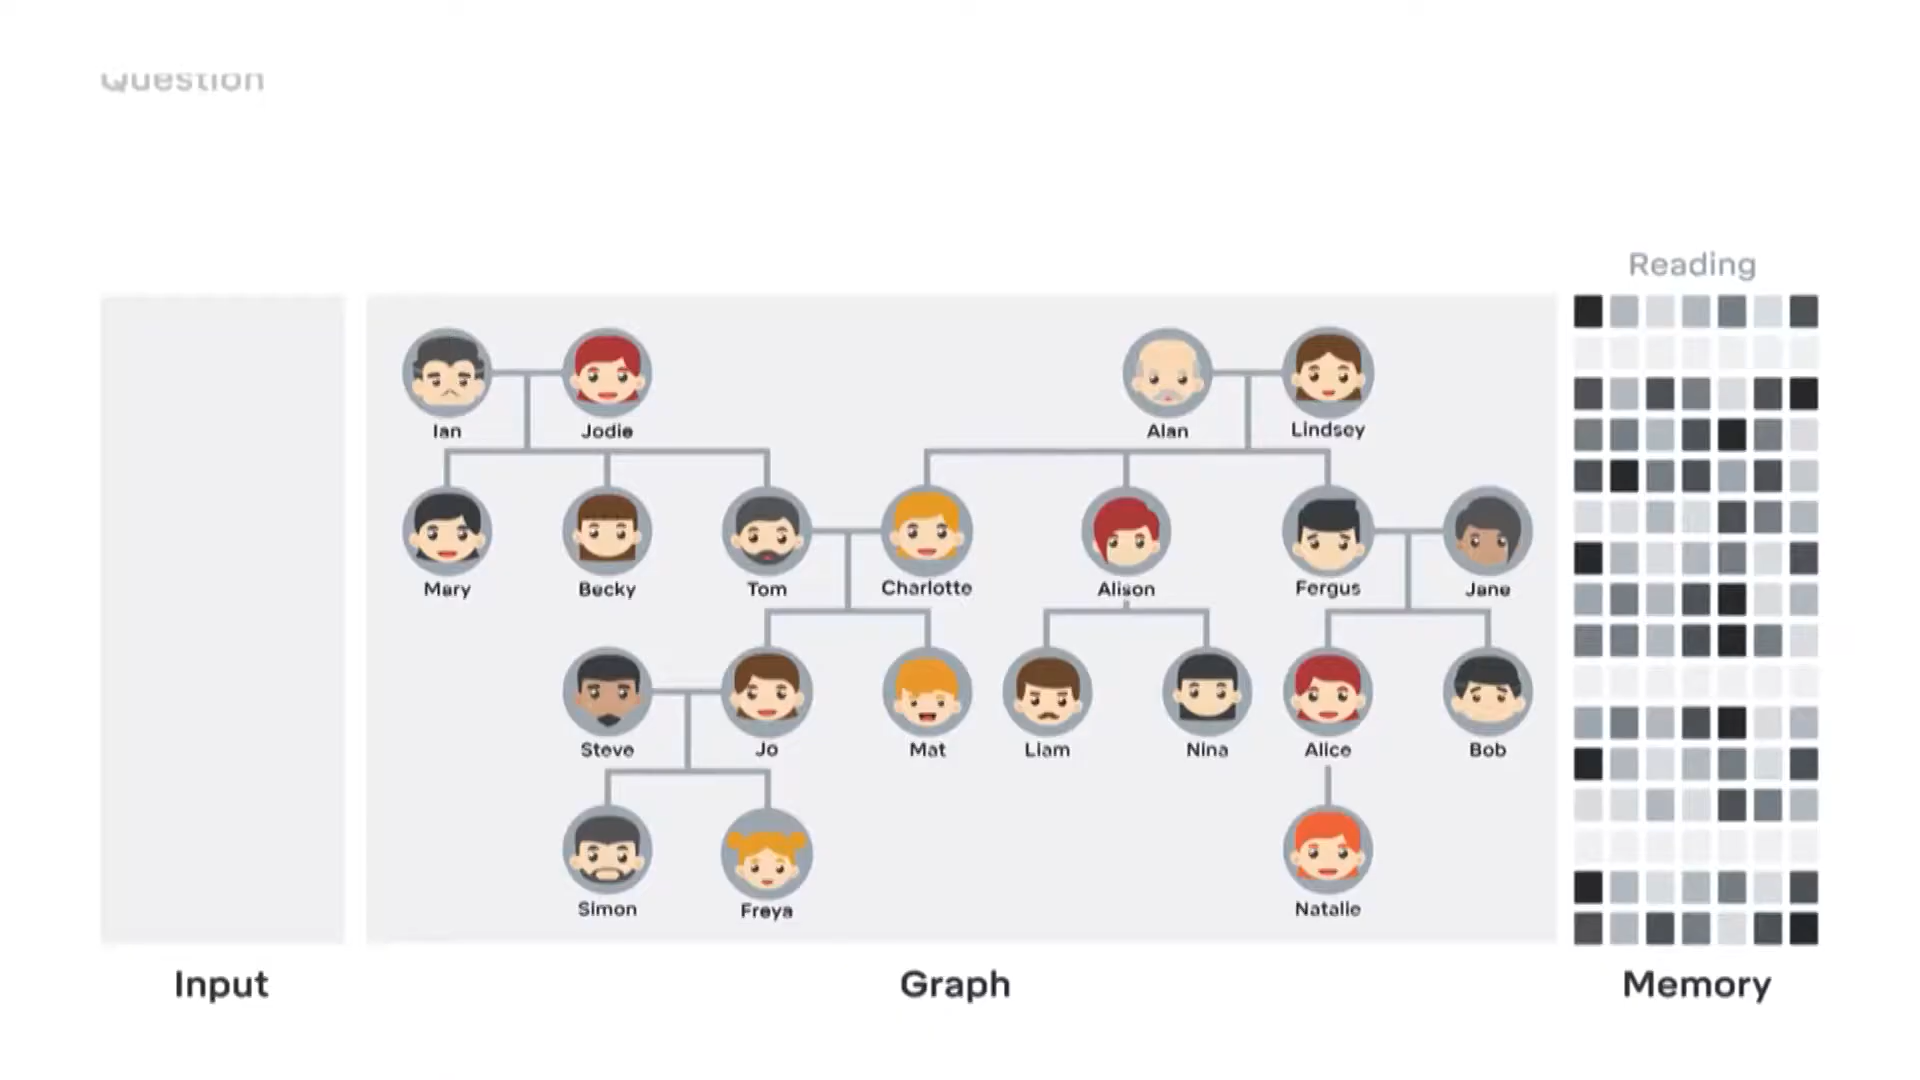 Question
Reading
Ian
Jodie
Alan
Lindsey
Mary
Becky
Tom
Charlotte
Alison
Fergus
Jane
Steve
Jo
Mat
Liam
Nina
Alice
Bob
Simon
Freya
Natalie
Input
Graph
Memory